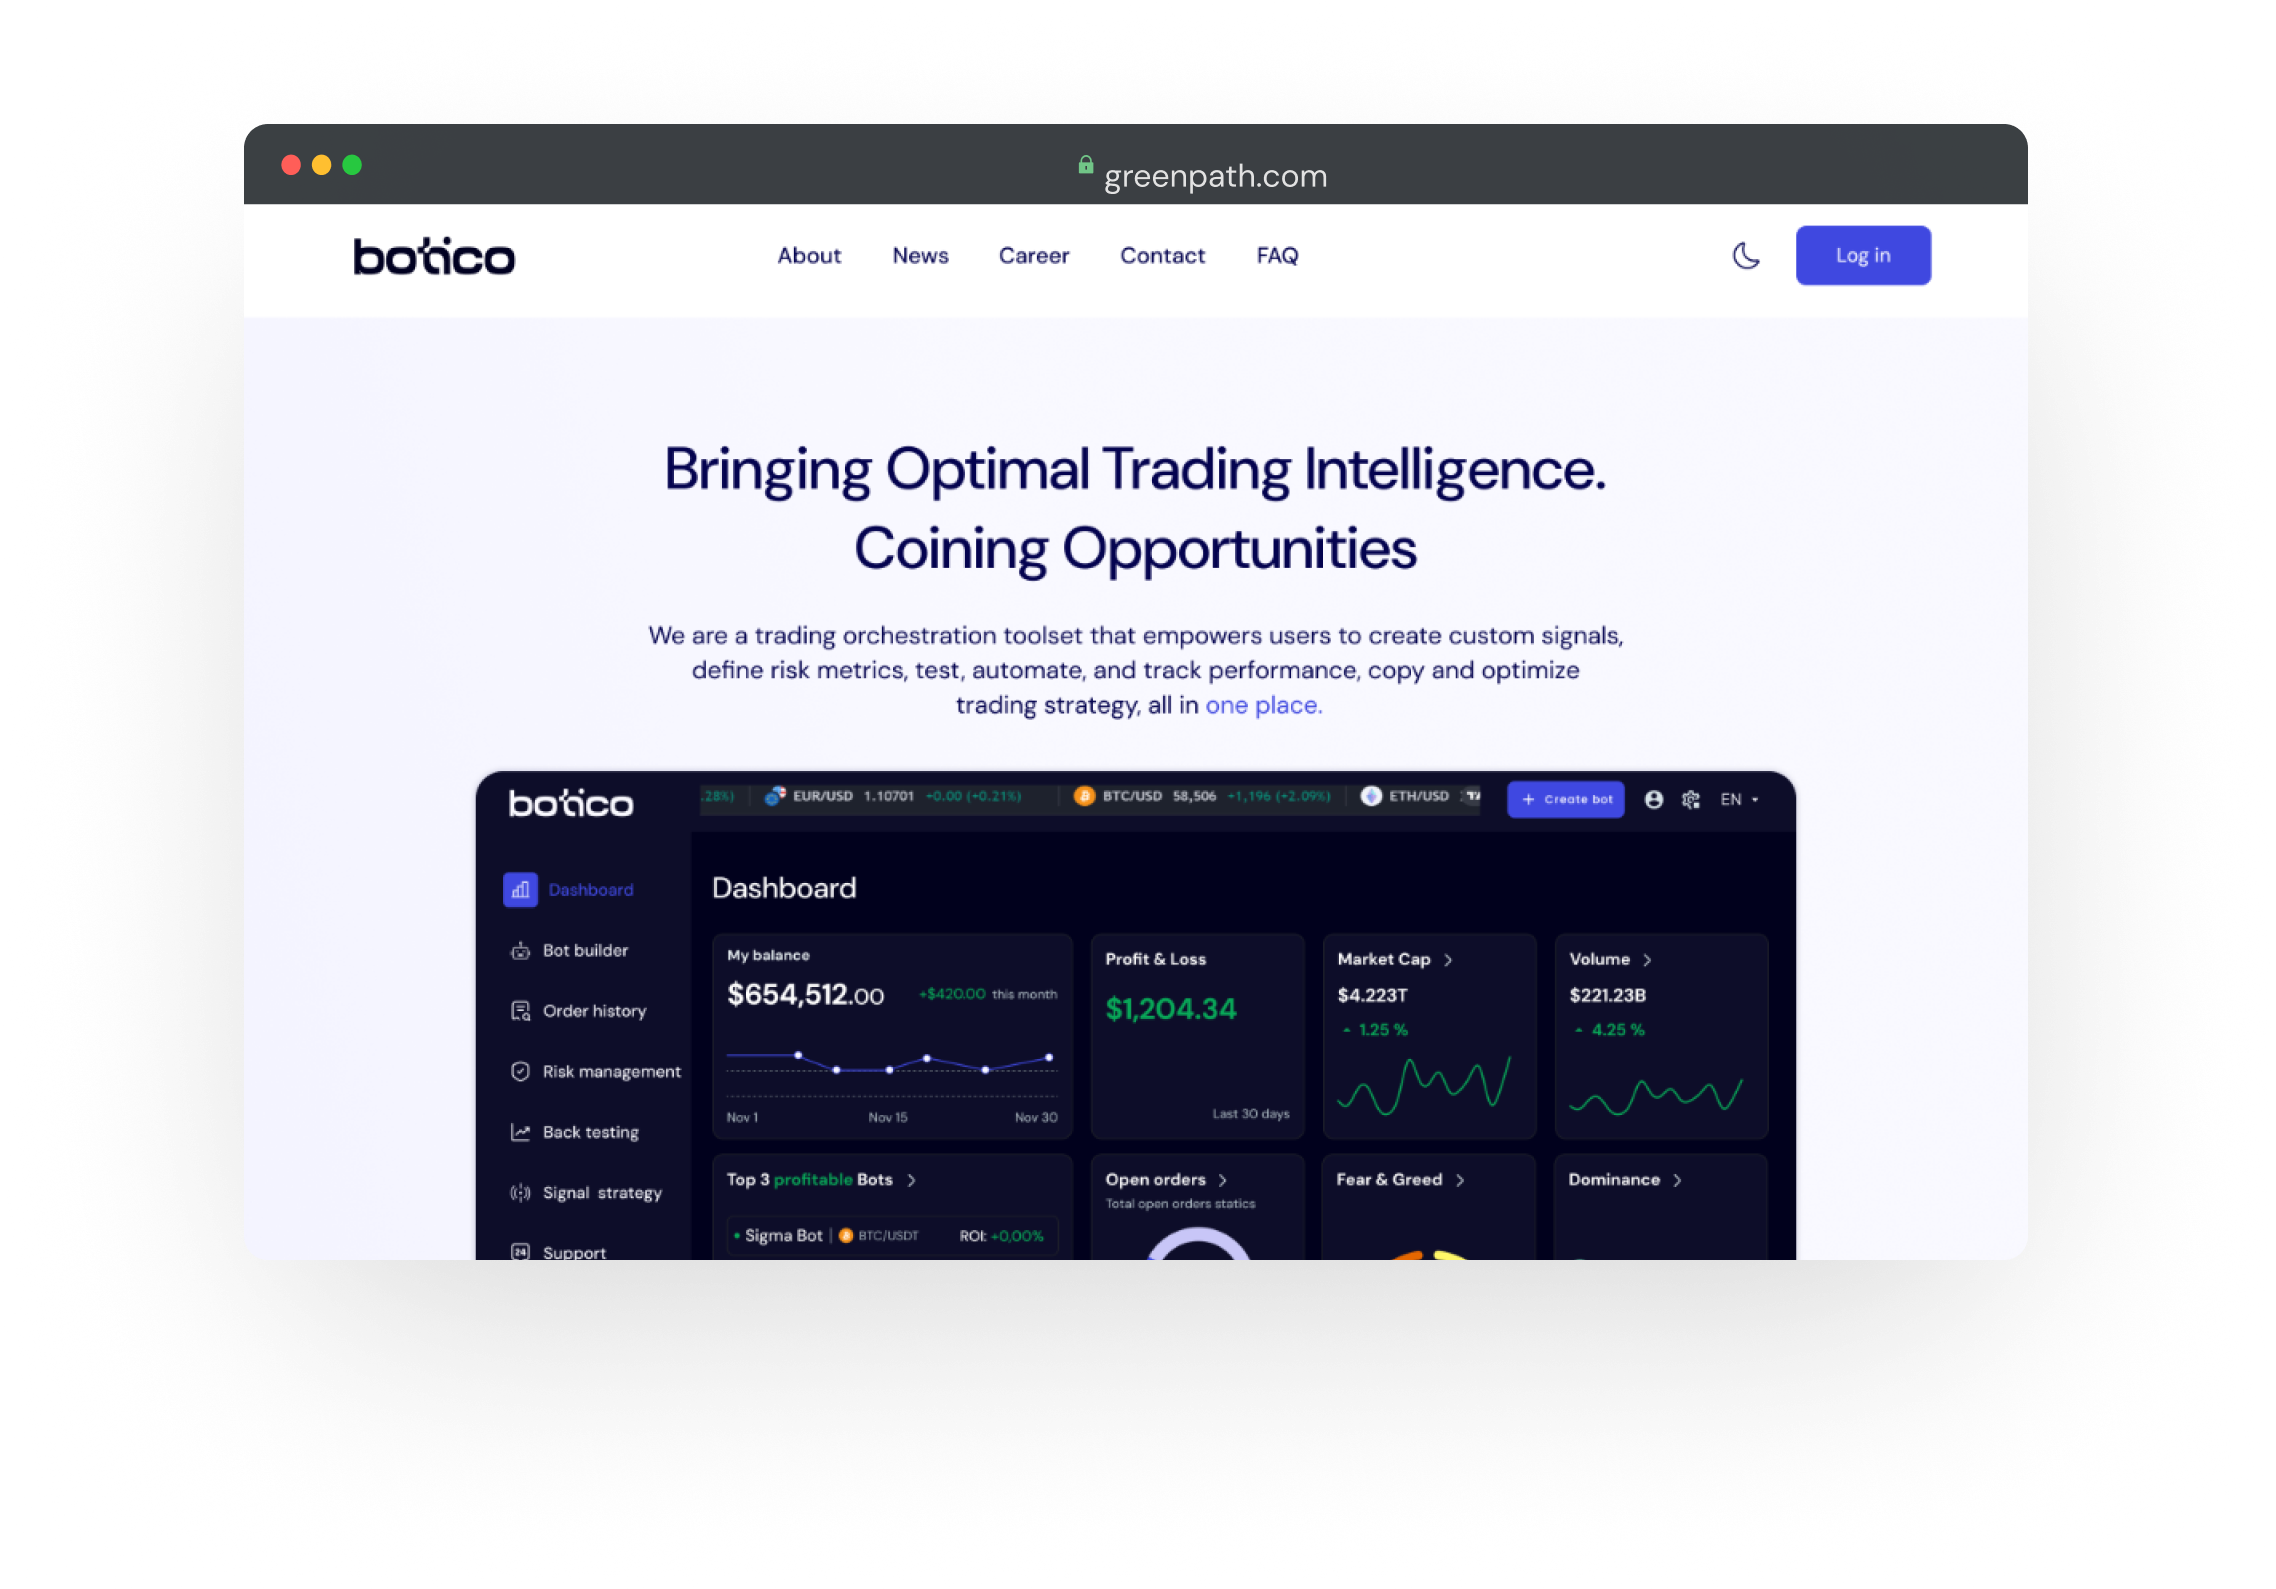 greenpath.com
botico
About News Career Contact FAQ
Log in
Bringing Optimal Trading Intelligence.
Coining Opportunities
We are a trading orchestration toolset that empowers users to create custom signals,
define risk metrics, test, automate, and track performance, copy and optimize
trading strategy, all in one place.
botico
.28%) EUR/USD 1.10701 +0.00 (+0.21%) BTC/USD 58,506 +1,196 (+2.09%) ETH/USD
+ Create bot
EN
Dashboard
Bot builder
Order history
Risk management
Back testing
Signal strategy
24 Support
Dashboard
My balance
$654,512.00 +$420.00 this month
Nov 1 Nov 15 Nov 30
Profit & Loss
$1,204.34
Last 30 days
Market Cap
$4.223T
1.25 %
Volume
$221.23B
4.25 %
Top 3 profitable Bots
Sigma Bot | BTC/USDT ROI: +0,00%
Open orders
Total open orders statics
Fear & Greed
Dominance